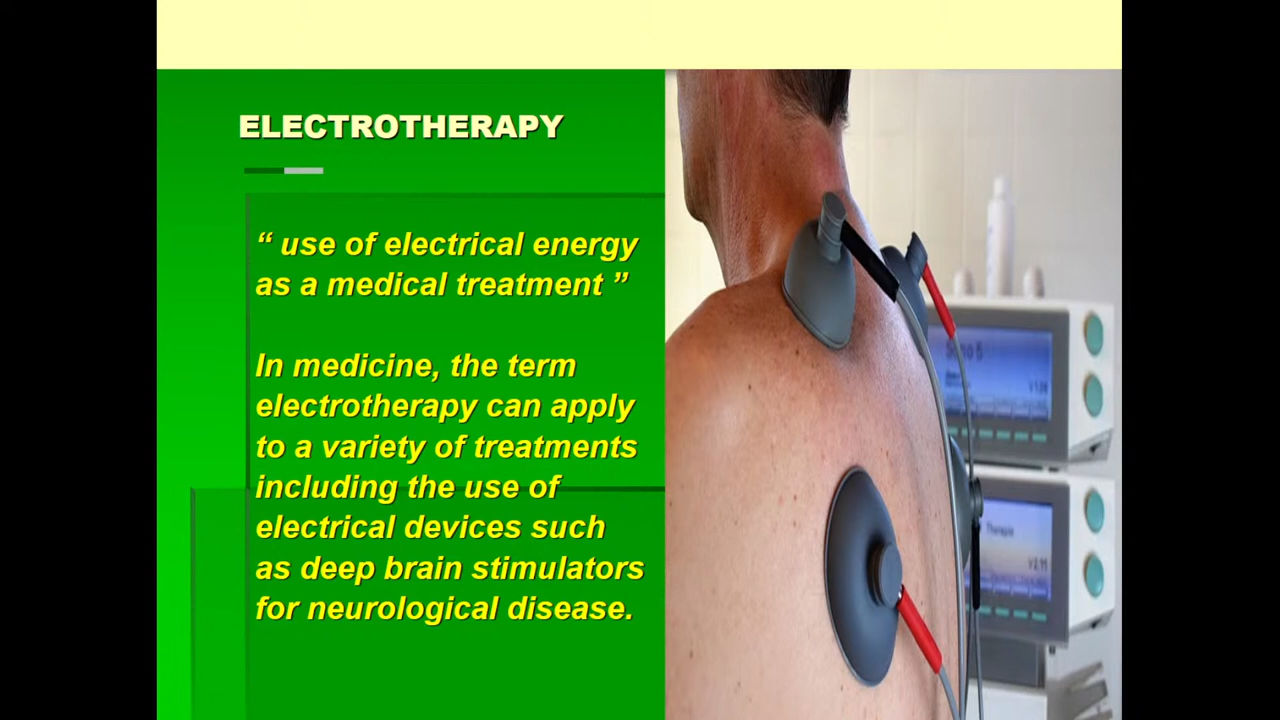 ELECTROTHERAPY
“ use of electrical energy
as a medical treatment ”
In medicine, the term
electrotherapy can apply
to a variety of treatments
including the use of
electrical devices such
as deep brain stimulators
for neurological disease.
Therapie